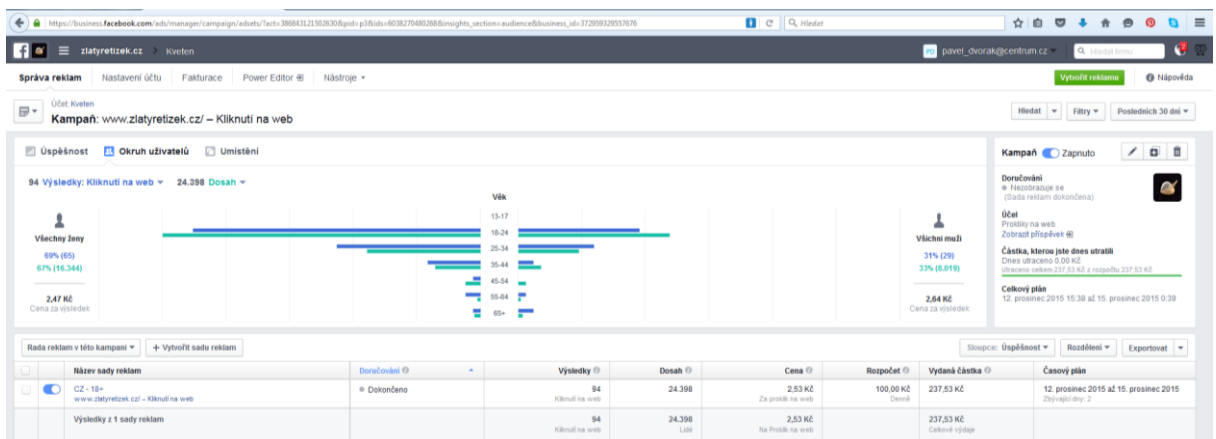 https://business.facebook.com/ads/manager/campaign/adsets/?act=386843121502630&pid=p3&ids=6038270480268&insights_section=audience&business_id=372959329557676
Hledat
zlatyretizek.cz > Kveten
pavel_dvorak@centrum.cz
Hledat firmu
Správa reklam Nastavení účtu Fakturace Power Editor Nástroje
Vytvořit reklamu
Nápověda
Účet: Kveten
Kampaň: www.zlatyretizek.cz/ – Kliknutí na web
Hledat Filtry Posledních 30 dní
Úspěšnost Okruh uživatelů Umístění
94 Výsledky: Kliknutí na web 24.398 Dosah
Věk
13-17
18-24
25-34
35-44
45-54
55-64
65+
Všechny ženy
69% (65)
67% (16.344)
2,47 Kč
Cena za výsledek
Všichni muži
31% (29)
33% (8.019)
2,64 Kč
Cena za výsledek
Kampaň Zapnuto
Doručování
Nezobrazuje se
(Sada reklam dokončena)
Účel
Prokliky na web
Zobrazit příspěvek
Částka, kterou jste dnes utratili
Dnes utraceno 0,00 Kč
Utraceno celkem 237,53 Kč z rozpočtu 237,53 Kč
Celkový plán
12. prosinec 2015 15:38 až 15. prosinec 2015 0:39
Řada reklam v této kampani + Vytvořit sadu reklam
Sloupce: Úspěšnost Rozdělení Exportovat
Název sady reklam Doručování Výsledky Dosah Cena Rozpočet Vydaná částka Časový plán
CZ - 18+ Dokončeno 94 24.398 2,53 Kč 100,00 Kč 237,53 Kč 12. prosinec 2015 až 15. prosinec 2015
www.zlatyretizek.cz/ – Kliknutí na web Kliknutí na web Za proklik na web Denně Zbývající dny: 2
Výsledky z 1 sady reklam 94 24.398 2,53 Kč 237,53 Kč
Kliknutí na web Lidé Na Proklik na web Celkové výdaje